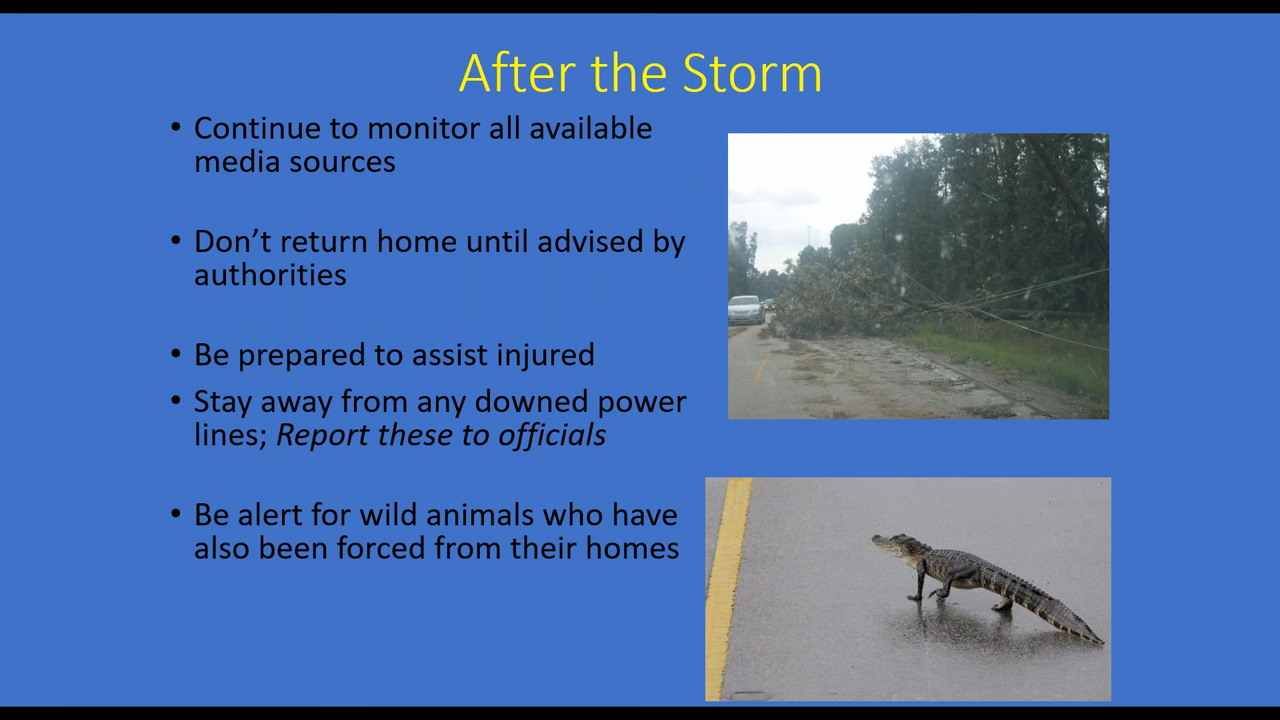 After the Storm
• Continue to monitor all available
media sources
• Don’t return home until advised by
authorities
• Be prepared to assist injured
• Stay away from any downed power
lines; Report these to officials
• Be alert for wild animals who have
also been forced from their homes